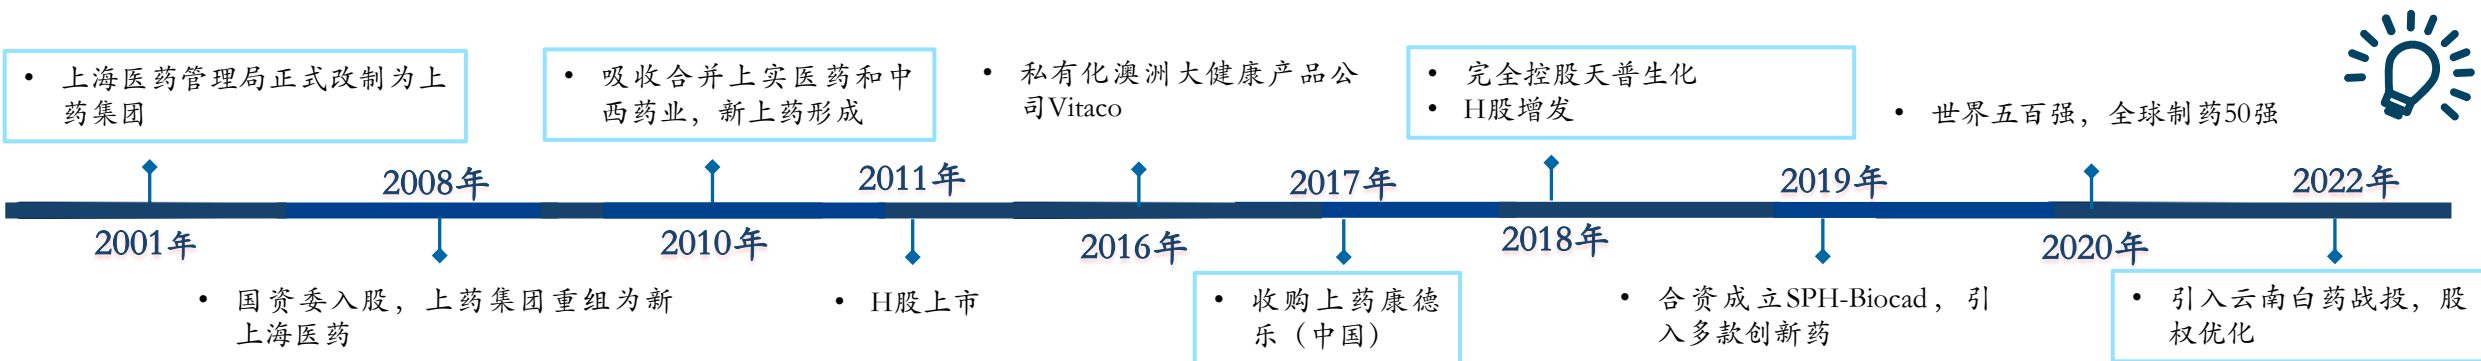 • 上海医药管理局正式改制为上
药集团
• 吸收合并上实医药和中
西药业，新上药形成
• 私有化澳洲大健康产品公
司Vitaco
• 完全控股天普生化
• H股增发
• 世界五百强，全球制药50强
2008年
2011年
2017年
2019年
2022年
2001年
2010年
2016年
2018年
2020年
• 国资委入股，上药集团重组为新
上海医药
• H股上市
• 收购上药康德
乐（中国）
• 合资成立SPH-Biocad，引
入多款创新药
• 引入云南白药战投，股
权优化